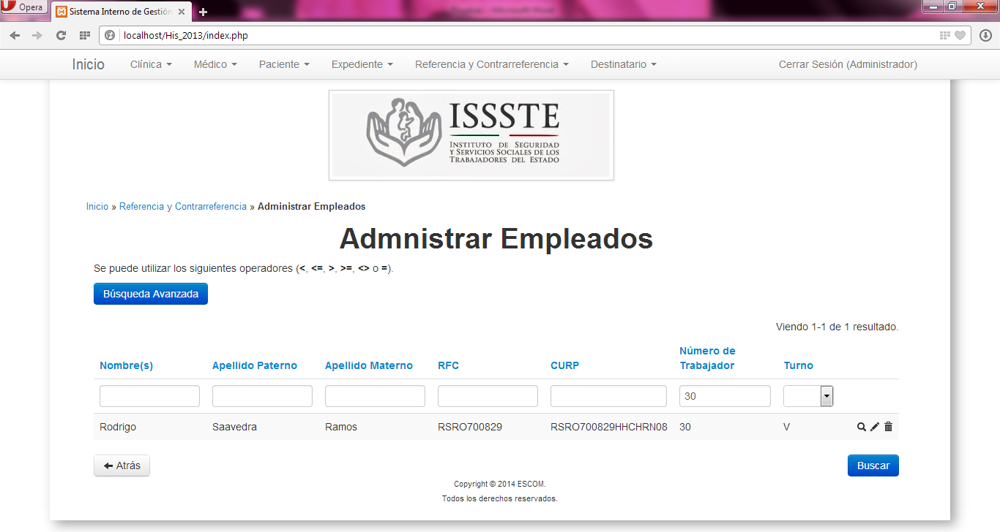 Opera
Sistema Interno de Gestión
localhost/His_2013/index.php
Inicio Clínica Médico Paciente Expediente Referencia y Contrarreferencia Destinatario Cerrar Sesión (Administrador)
ISSSTE
INSTITUTO DE SEGURIDAD
Y SERVICIOS SOCIALES DE LOS
TRABAJADORES DEL ESTADO
Inicio » Referencia y Contrarreferencia » Administrar Empleados
Admnistrar Empleados
Se puede utilizar los siguientes operadores (<, <=, >, >=, <> o =).
Búsqueda Avanzada
Viendo 1-1 de 1 resultado.
Nombre(s) Apellido Paterno Apellido Materno RFC CURP Número de Trabajador Turno
30
Rodrigo Saavedra Ramos RSRO700829 RSRO700829HHCHRN08 30 V
Atrás Buscar
Copyright © 2014 ESCOM.
Todos los derechos reservados.